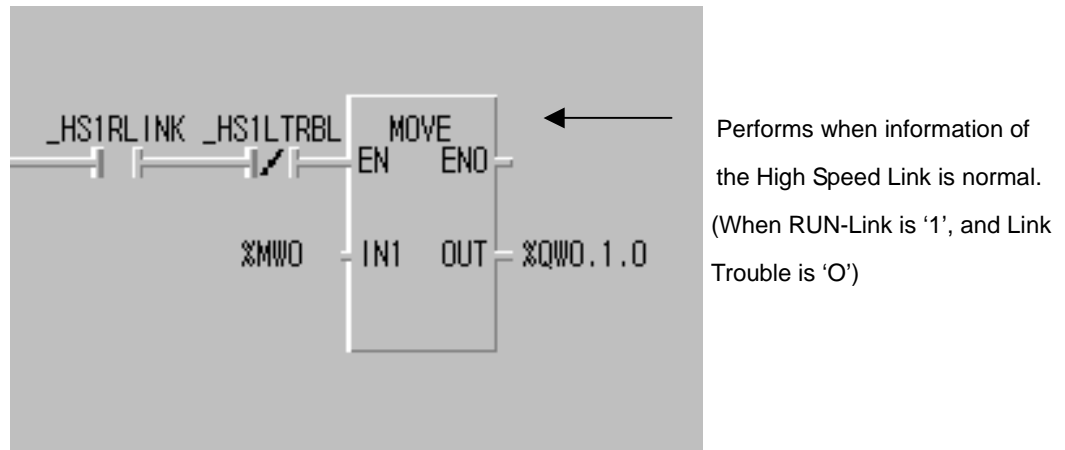 _HS1RLINK _HS1LTRBL MOVE
EN ENO
%MW0 IN1 OUT %QW0.1.0
Performs when information of
the High Speed Link is normal.
(When RUN-Link is ‘1’, and Link
Trouble is ‘O’)